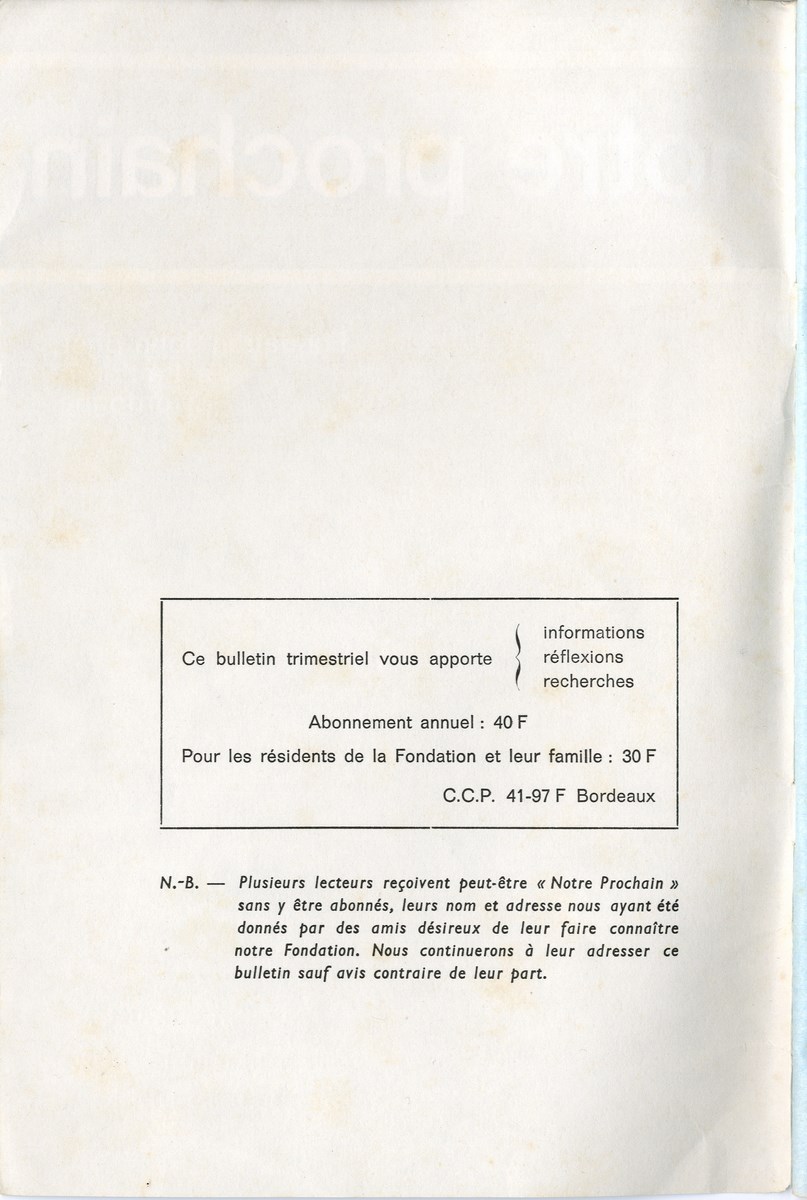 Ce bulletin trimestriel vous apporte
informations
réflexions
recherches
Abonnement annuel : 40 F
Pour les résidents de la Fondation et leur famille : 30 F
C.C.P. 41-97 F Bordeaux
N.-B. — Plusieurs lecteurs reçoivent peut-être « Notre Prochain »
sans y être abonnés, leurs nom et adresse nous ayant été
donnés par des amis désireux de leur faire connaître
notre Fondation. Nous continuerons à leur adresser ce
bulletin sauf avis contraire de leur part.